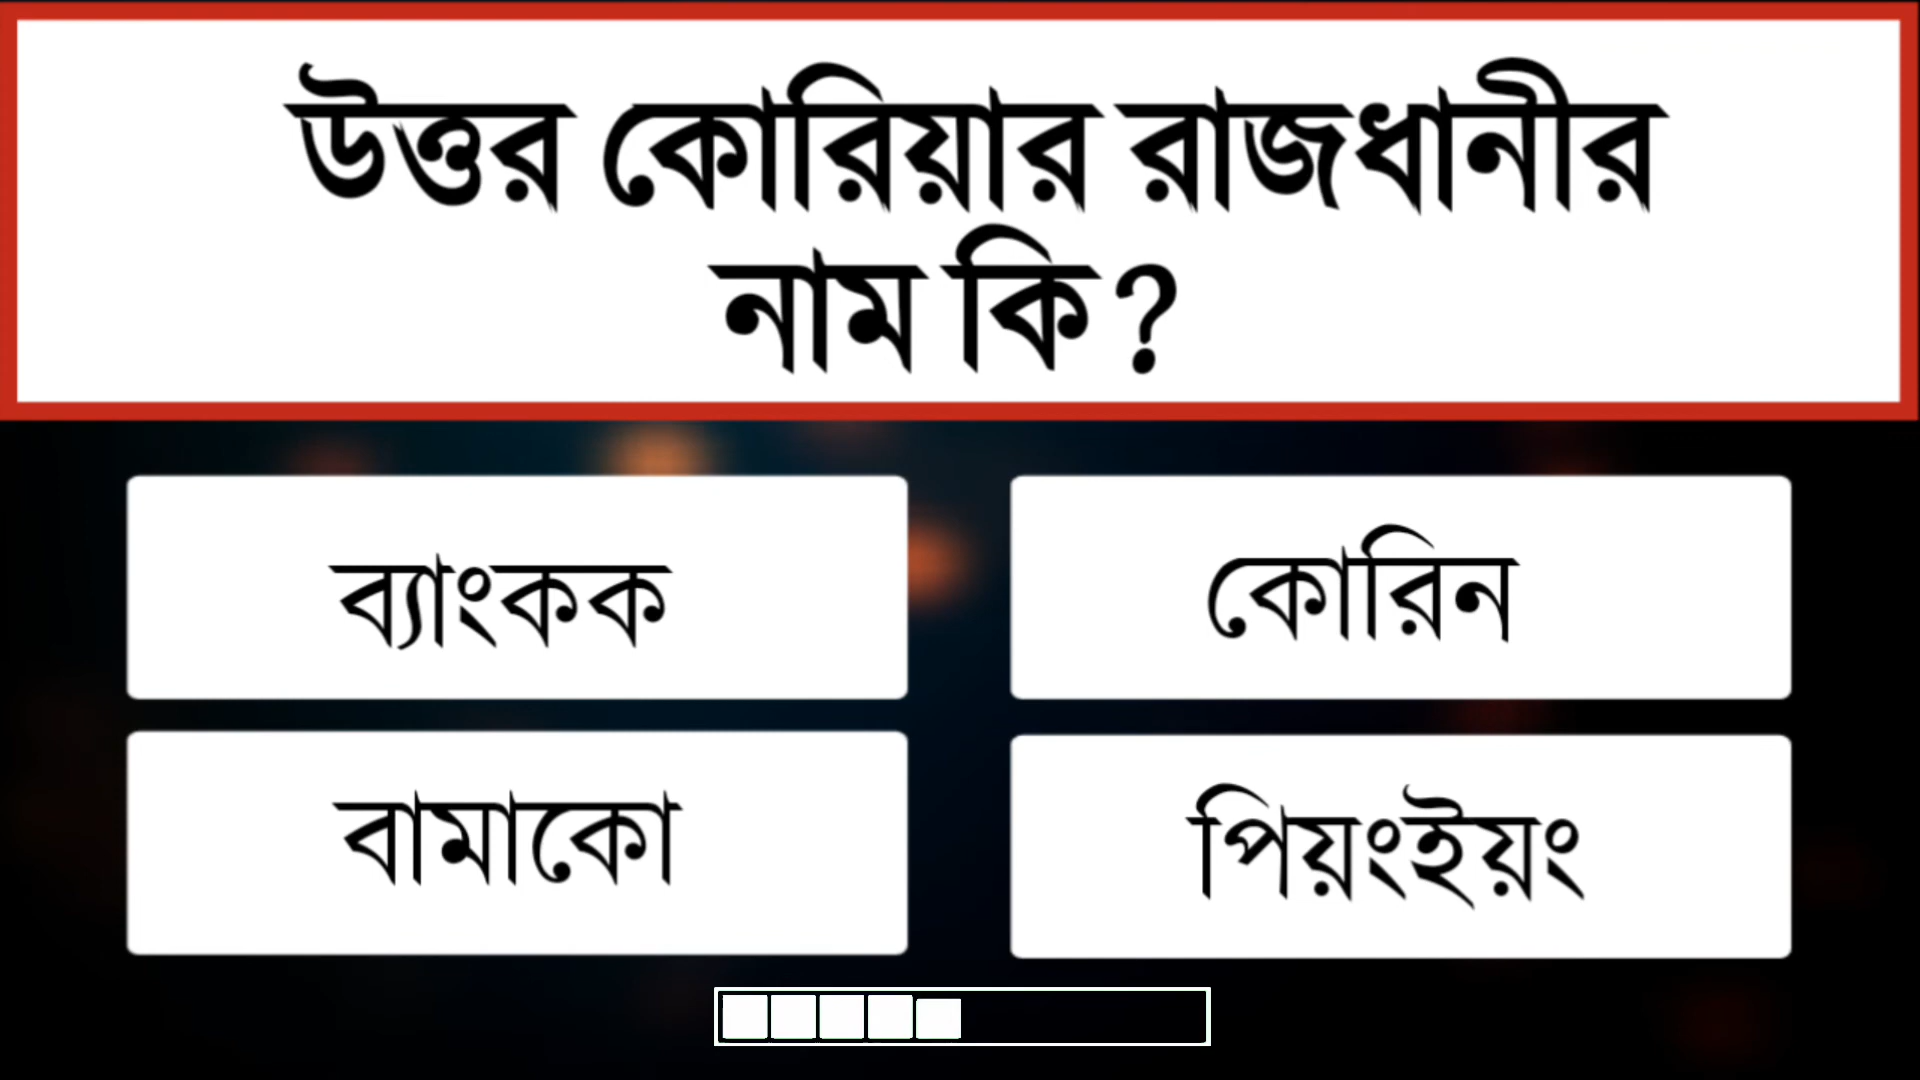 উত্তর কোরিয়ার রাজধানীর
নাম কি?
ব্যাংকক
কোরিন
বামাকো
পিয়ংইয়ং